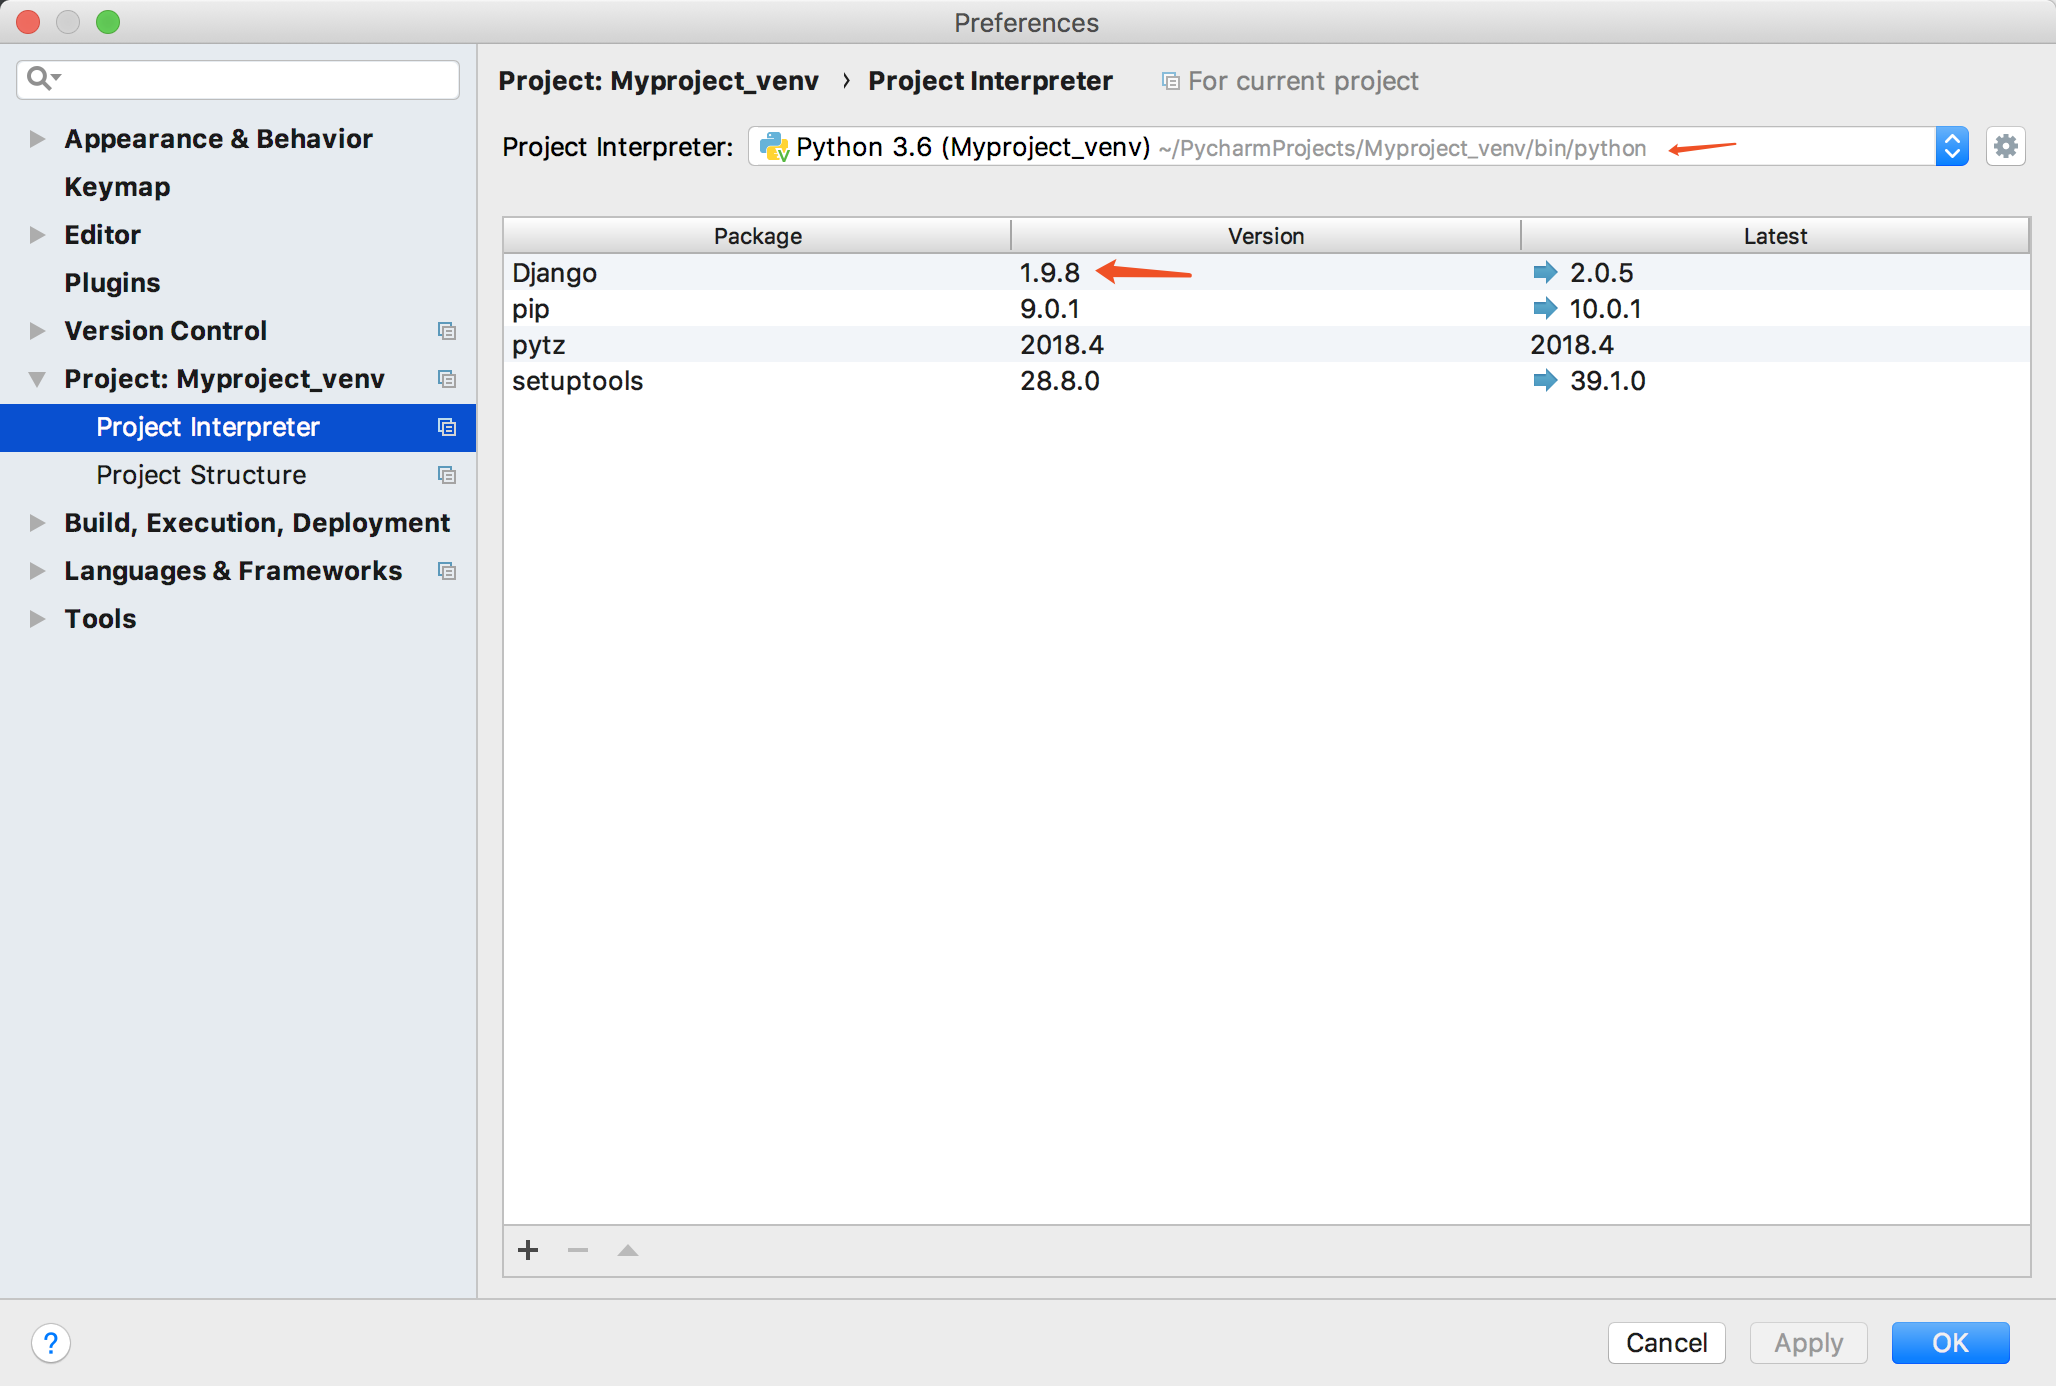 Preferences
Project: Myproject_venv › Project Interpreter For current project
Project Interpreter: Python 3.6 (Myproject_venv) ~/PycharmProjects/Myproject_venv/bin/python
Appearance & Behavior
Keymap
Editor
Plugins
Version Control
Project: Myproject_venv
Project Interpreter
Project Structure
Build, Execution, Deployment
Languages & Frameworks
Tools
Package Version Latest
Django 1.9.8 2.0.5
pip 9.0.1 10.0.1
pytz 2018.4 2018.4
setuptools 28.8.0 39.1.0
? Cancel Apply OK